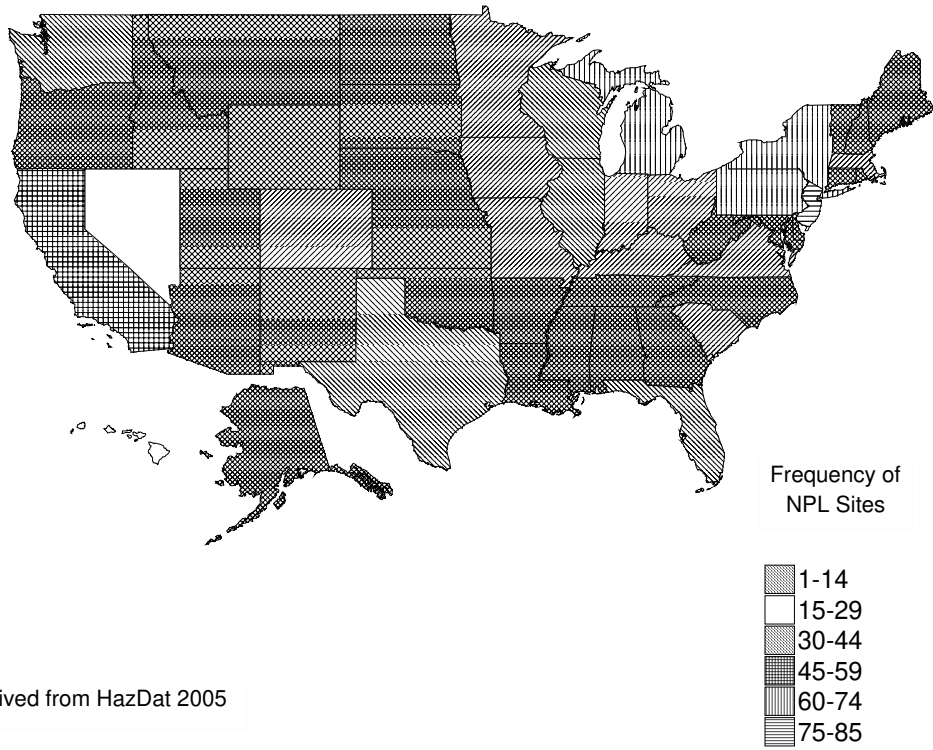 Frequency of
NPL Sites
1-14
15-29
30-44
45-59
60-74
75-85
ived from HazDat 2005